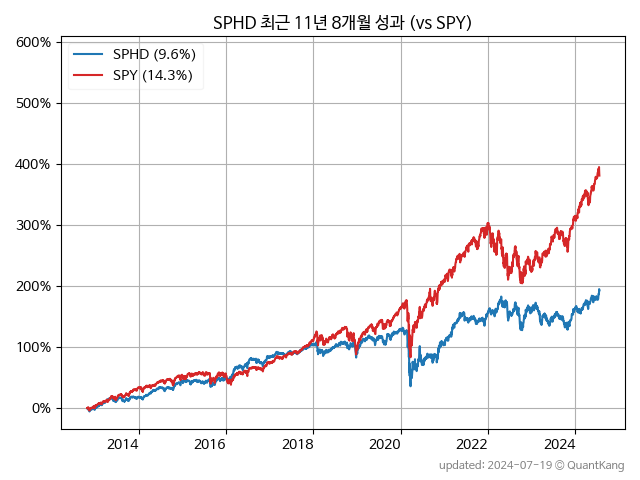 SPHD 최근 11년 8개월 성과 (vs SPY)
600%
500%
400%
300%
200%
100%
0%
SPHD (9.6%)
SPY (14.3%)
2014 2016 2018 2020 2022 2024
updated: 2024-07-19 © QuantKang